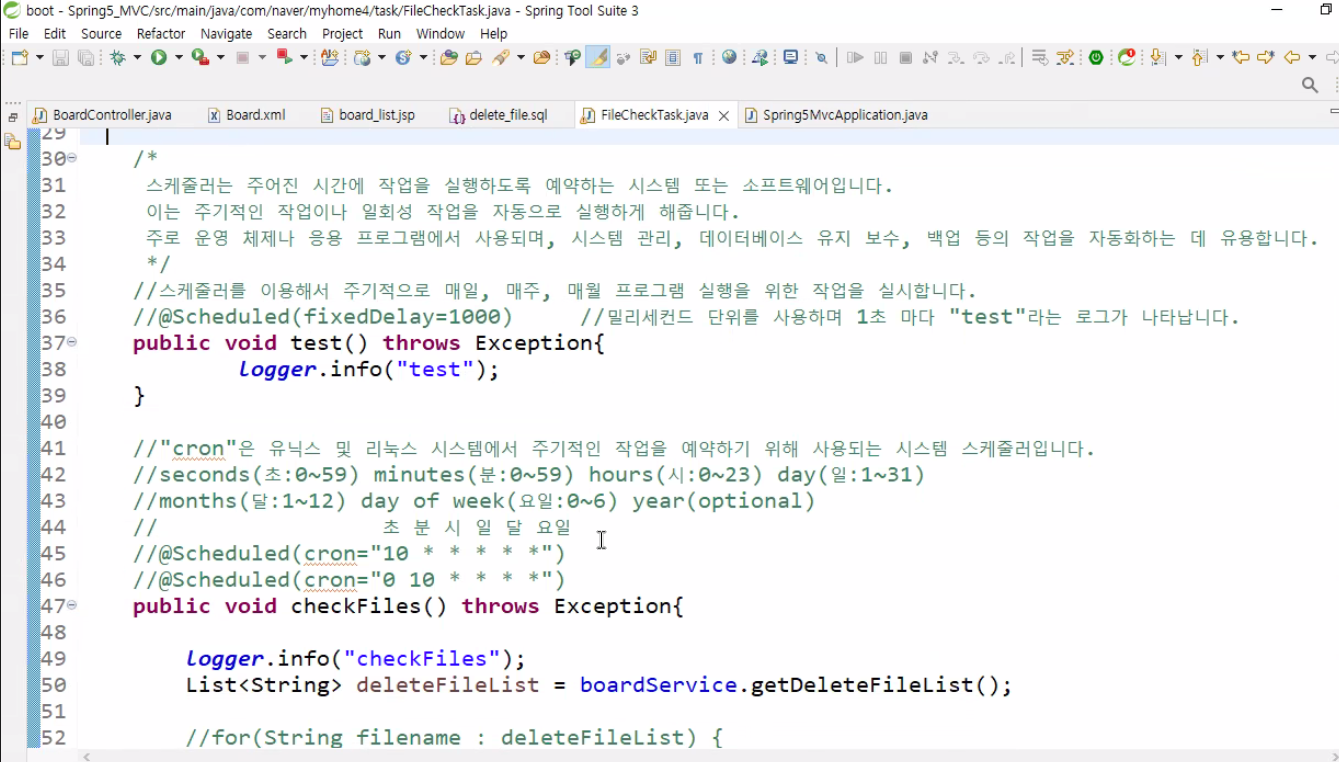 boot - Spring5_MVC/src/main/java/com/naver/myhome4/task/FileCheckTask.java - Spring Tool Suite 3
File Edit Source Refactor Navigate Search Project Run Window Help
BoardController.java Board.xml board_list.jsp delete_file.sql FileCheckTask.java Spring5MvcApplication.java
29
30 /*
31 스케줄러는 주어진 시간에 작업을 실행하도록 예약하는 시스템 또는 소프트웨어입니다.
32 이는 주기적인 작업이나 일회성 작업을 자동으로 실행하게 해줍니다.
33 주로 운영 체제나 응용 프로그램에서 사용되며, 시스템 관리, 데이터베이스 유지 보수, 백업 등의 작업을 자동화하는 데 유용합니다.
34 */
35 //스케줄러를 이용해서 주기적으로 매일, 매주, 매월 프로그램 실행을 위한 작업을 실시합니다.
36 //@Scheduled(fixedDelay=1000) //밀리세컨드 단위를 사용하며 1초 마다 "test"라는 로그가 나타납니다.
37 public void test() throws Exception{
38 logger.info("test");
39 }
40
41 //"cron"은 유닉스 및 리눅스 시스템에서 주기적인 작업을 예약하기 위해 사용되는 시스템 스케줄러입니다.
42 //seconds(초:0~59) minutes(분:0~59) hours(시:0~23) day(일:1~31)
43 //months(달:1~12) day of week(요일:0~6) year(optional)
44 // 초 분 시 일 달 요일
45 //@Scheduled(cron="10 * * * * *")
46 //@Scheduled(cron="0 10 * * * *")
47 public void checkFiles() throws Exception{
48
49 logger.info("checkFiles");
50 List<String> deleteFileList = boardService.getDeleteFileList();
51
52 //for(String filename : deleteFileList) {